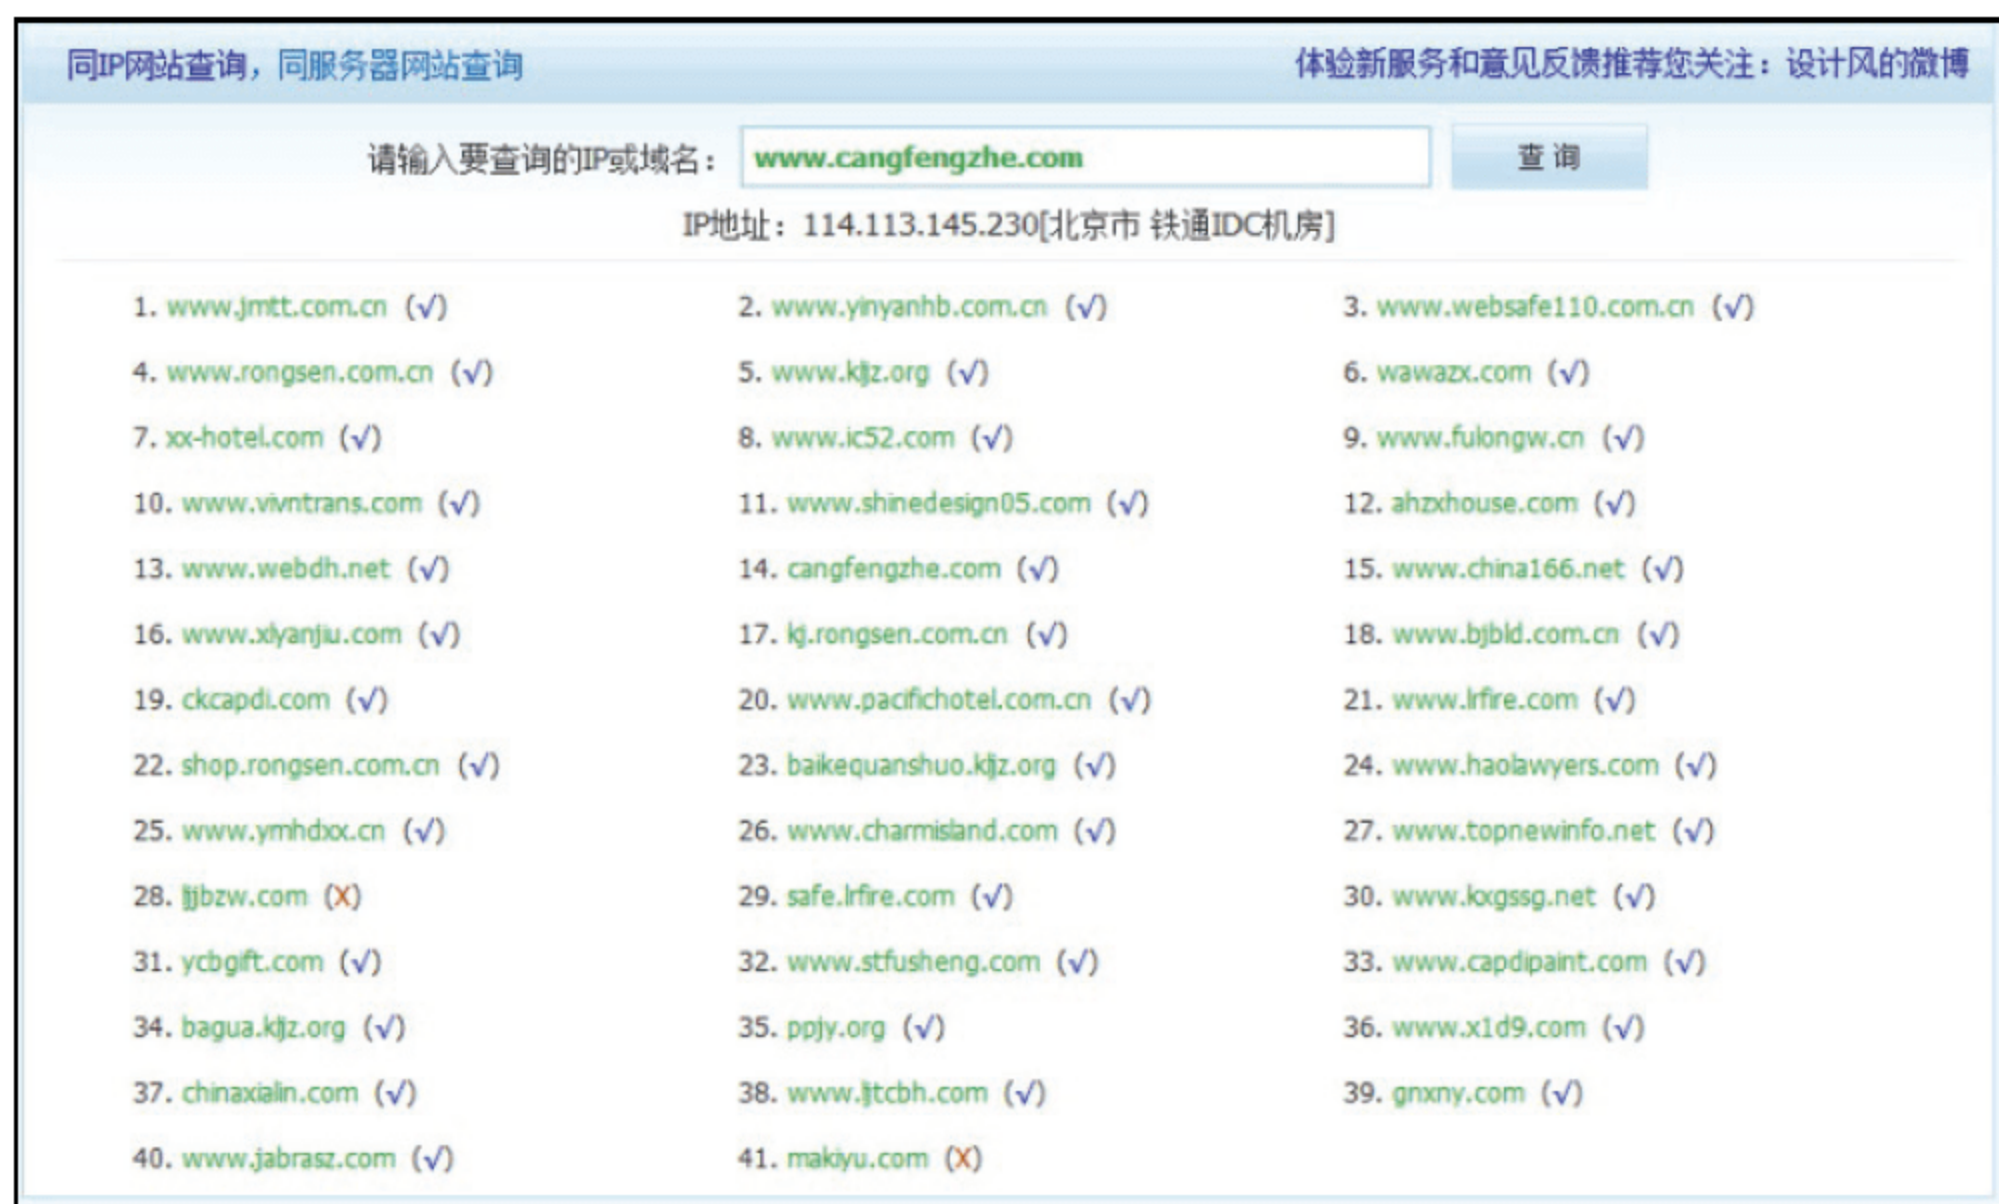 同IP网站查询，同服务器网站查询 体验新服务和意见反馈推荐您关注：设计风的微博
请输入要查询的IP或域名： www.cangfengzhe.com 查 询
IP地址：114.113.145.230[北京市 铁通IDC机房]
1. www.jmtt.com.cn (√) 2. www.yinyanhb.com.cn (√) 3. www.websafe110.com.cn (√)
4. www.rongsen.com.cn (√) 5. www.kljz.org (√) 6. wawazx.com (√)
7. xx-hotel.com (√) 8. www.ic52.com (√) 9. www.fulongw.cn (√)
10. www.vivntrans.com (√) 11. www.shinedesign05.com (√) 12. ahzxhouse.com (√)
13. www.webdh.net (√) 14. cangfengzhe.com (√) 15. www.china166.net (√)
16. www.xlyanjiu.com (√) 17. kj.rongsen.com.cn (√) 18. www.bjbld.com.cn (√)
19. ckcapdi.com (√) 20. www.pacifichotel.com.cn (√) 21. www.lrfire.com (√)
22. shop.rongsen.com.cn (√) 23. baikequanshuo.kljz.org (√) 24. www.haolawyers.com (√)
25. www.ymhdxx.cn (√) 26. www.charmisland.com (√) 27. www.topnewinfo.net (√)
28. (X) 29. safe.lrfire.com (√) 30. www.kxgssg.net (√)
31. ycbgift.com (√) 32. www.stfusheng.com (√) 33. www.capdipaint.com (√)
34. bagua.kljz.org (√) 35. ppjy.org (√) 36. www.x1d9.com (√)
37. chinaxialin.com (√) 38. www.ljtcbh.com (√) 39. gnxny.com (√)
40. www.jabrasz.com (√) 41. makiyu.com (X)